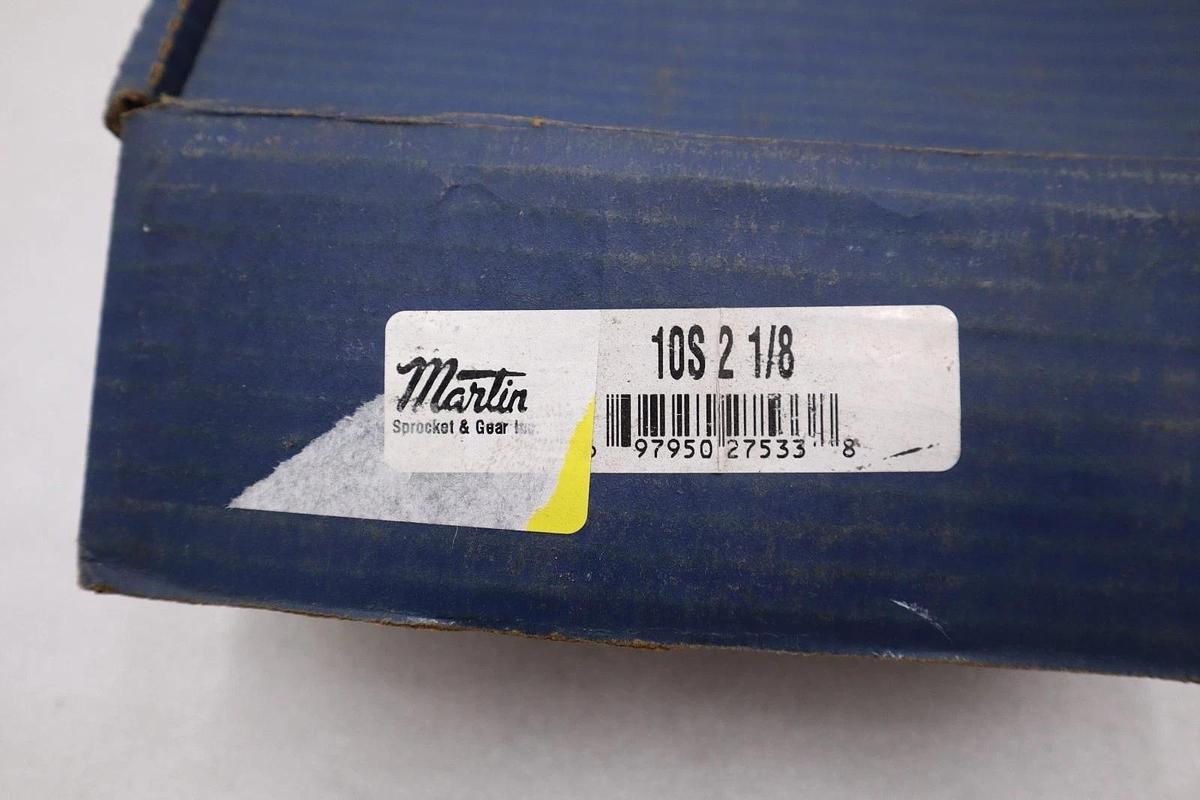 10S 2 1/8
Martin
Sprocket & Gear Inc.
97950 27533 8